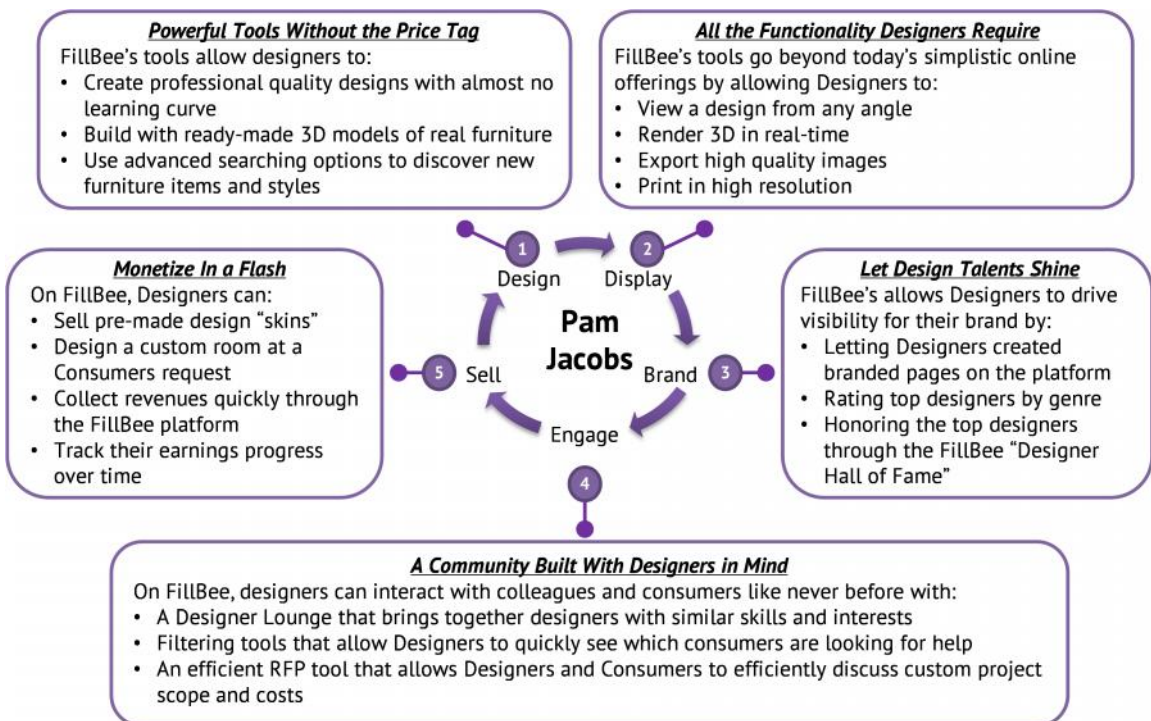 Powerful Tools Without the Price Tag
FillBee's tools allow designers to:
• Create professional quality designs with almost no
learning curve
• Build with ready-made 3D models of real furniture
• Use advanced searching options to discover new
furniture items and styles
All the Functionality Designers Require
FillBee's tools go beyond today's simplistic online
offerings by allowing Designers to:
• View a design from any angle
• Render 3D in real-time
• Export high quality images
• Print in high resolution
1
Design
2
Display
Pam
Jacobs
Monetize In a Flash
On FillBee, Designers can:
• Sell pre-made design "skins"
• Design a custom room at a
Consumers request
• Collect revenues quickly through
the FillBee platform
• Track their earnings progress
over time
5
Sell
Brand
3
Let Design Talents Shine
FillBee's allows Designers to drive
visibility for their brand by:
• Letting Designers created
branded pages on the platform
• Rating top designers by genre
• Honoring the top designers
through the FillBee "Designer
Hall of Fame"
Engage
4
A Community Built With Designers in Mind
On FillBee, designers can interact with colleagues and consumers like never before with:
• A Designer Lounge that brings together designers with similar skills and interests
• Filtering tools that allow Designers to quickly see which consumers are looking for help
• An efficient RFP tool that allows Designers and Consumers to efficiently discuss custom project
scope and costs